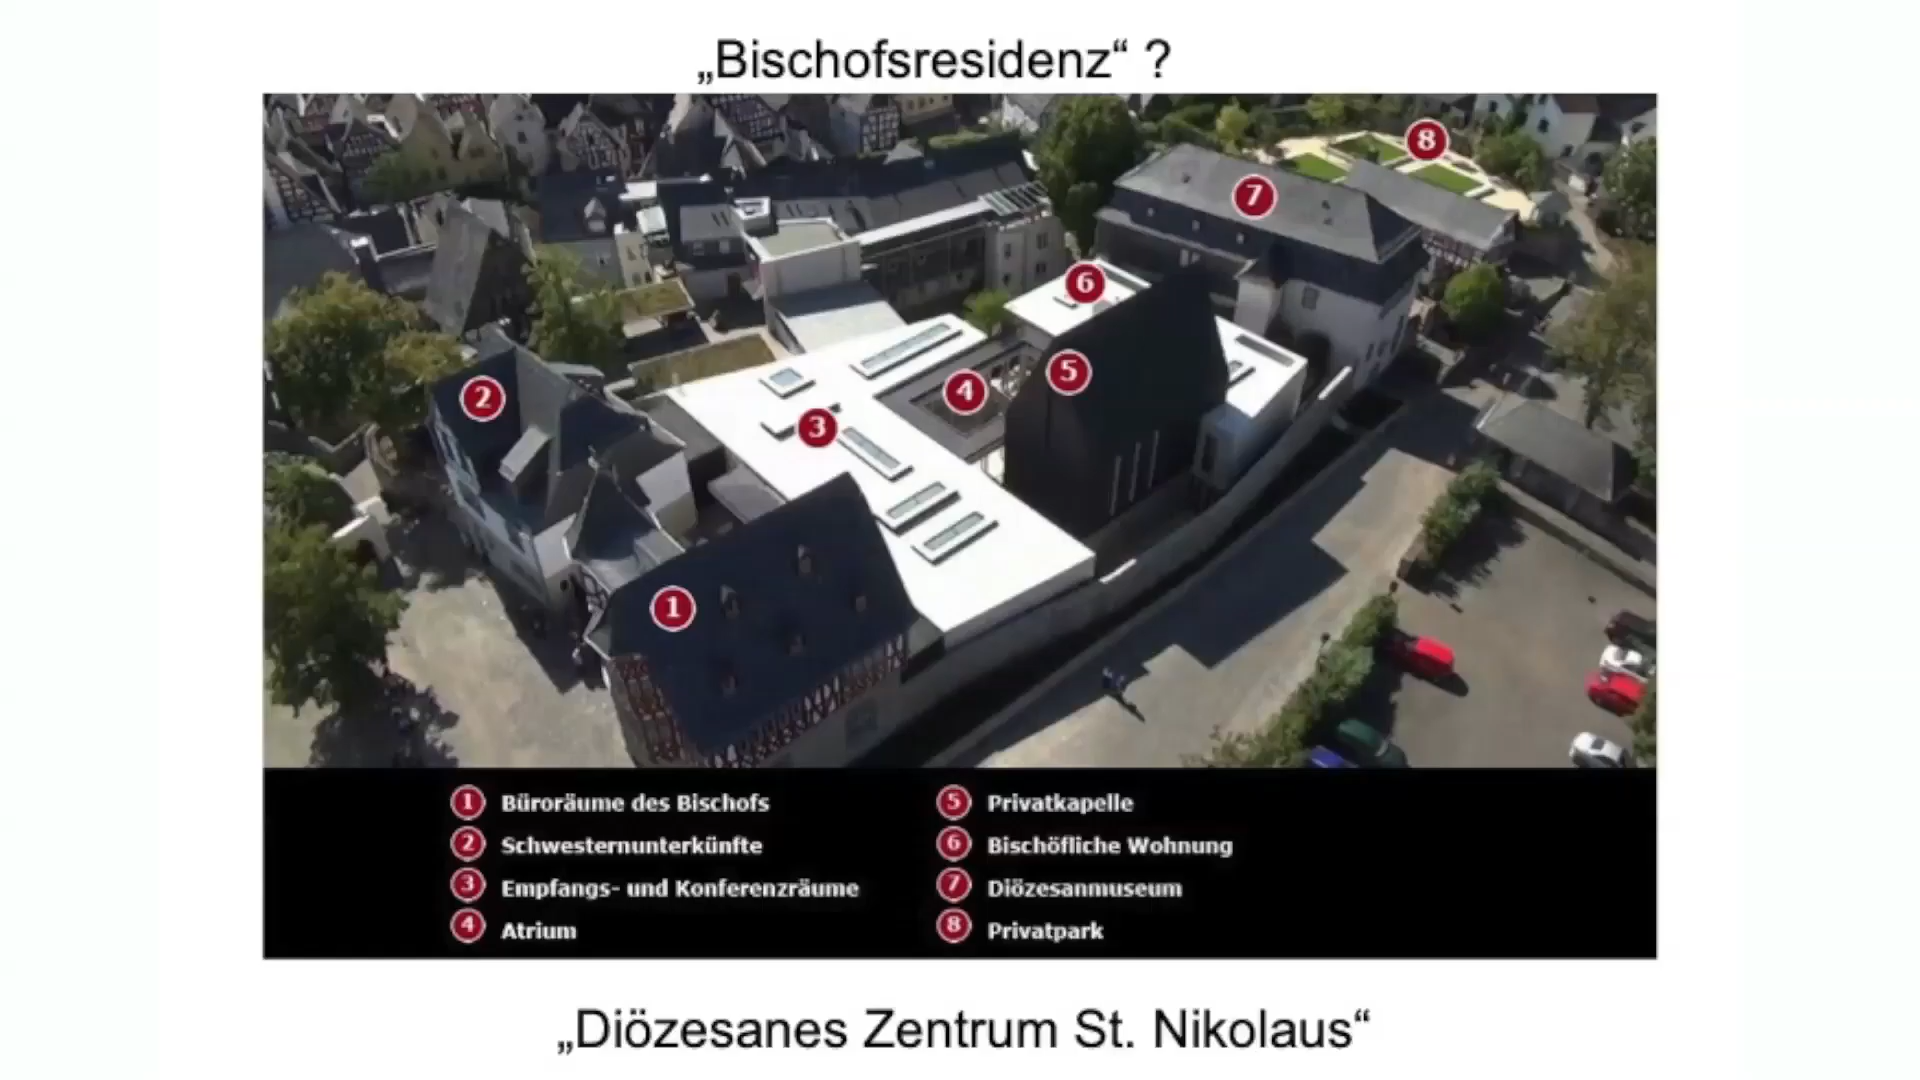 „Bischofsresidenz“ ?
8
7
6
5
4
2
3
1
1 Büroräume des Bischofs
2 Schwesternunterkünfte
3 Empfangs- und Konferenzräume
4 Atrium
5 Privatkapelle
6 Bischöfliche Wohnung
7 Diözesanmuseum
8 Privatpark
„Diözesanes Zentrum St. Nikolaus“